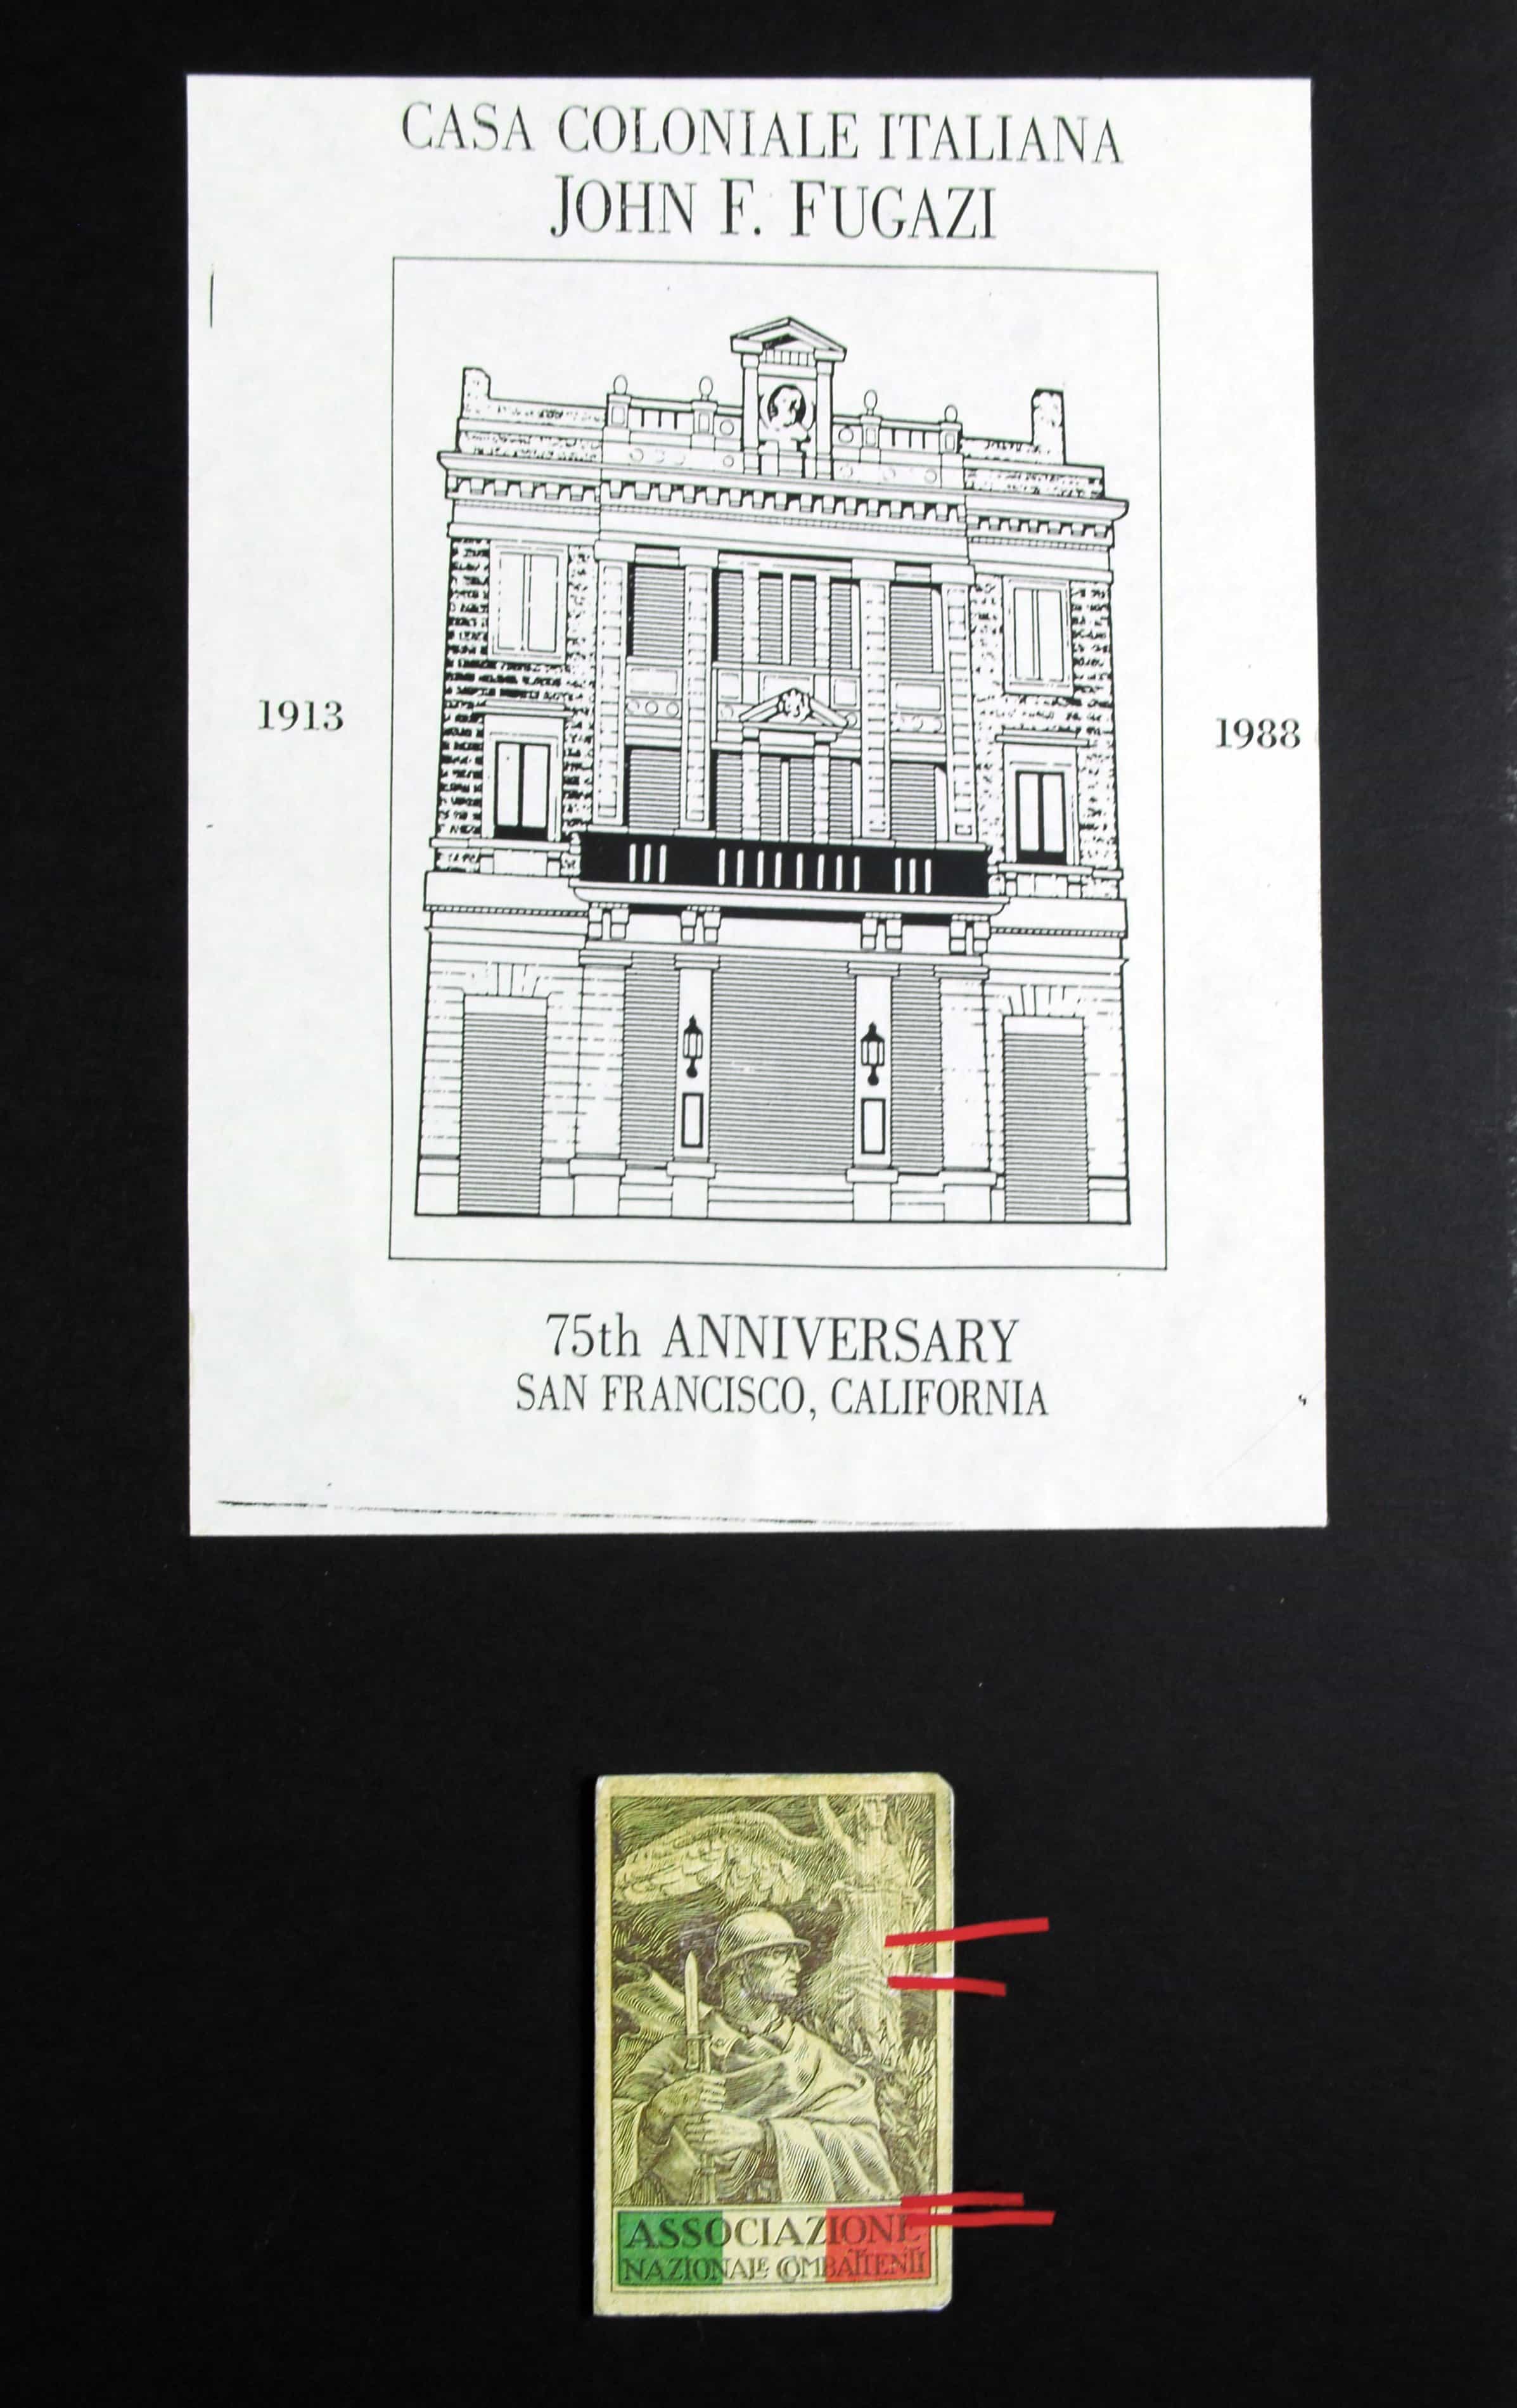 CASA COLONIALE ITALIANA
JOHN F. FUGAZI
1913
1988
75th ANNIVERSARY
SAN FRANCISCO, CALIFORNIA
ASSOCIAZIONE
NAZIONALE COMBATTENTI